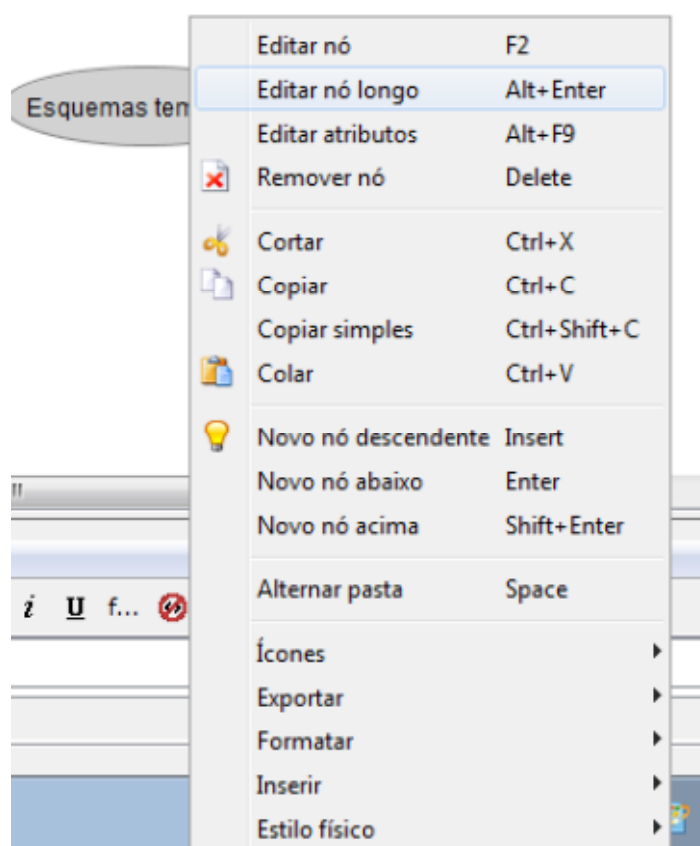 Esquemas tem
Editar nó F2
Editar nó longo Alt+Enter
Editar atributos Alt+F9
Remover nó Delete
Cortar Ctrl+X
Copiar Ctrl+C
Copiar simples Ctrl+Shift+C
Colar Ctrl+V
Novo nó descendente Insert
Novo nó abaixo Enter
Novo nó acima Shift+Enter
Alternar pasta Space
i U f...
Ícones
Exportar
Formatar
Inserir
Estilo físico